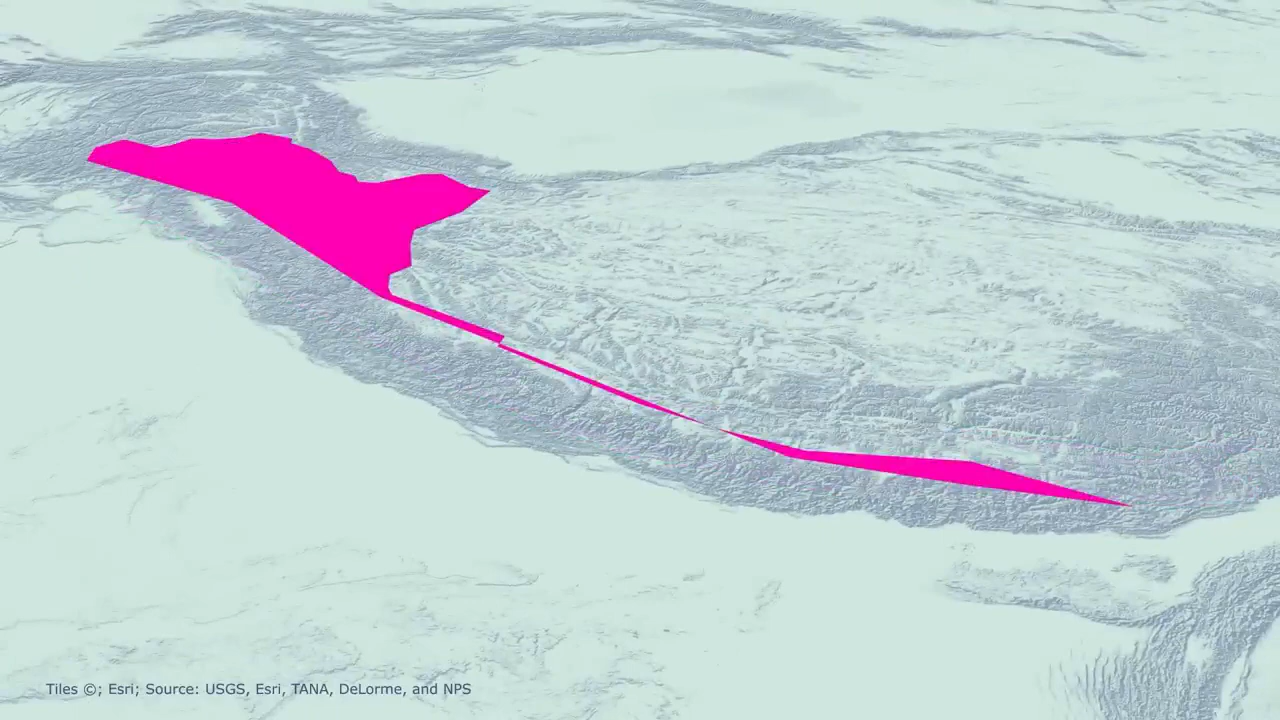 Tiles ©; Esri; Source: USGS, Esri, TANA, DeLorme, and NPS